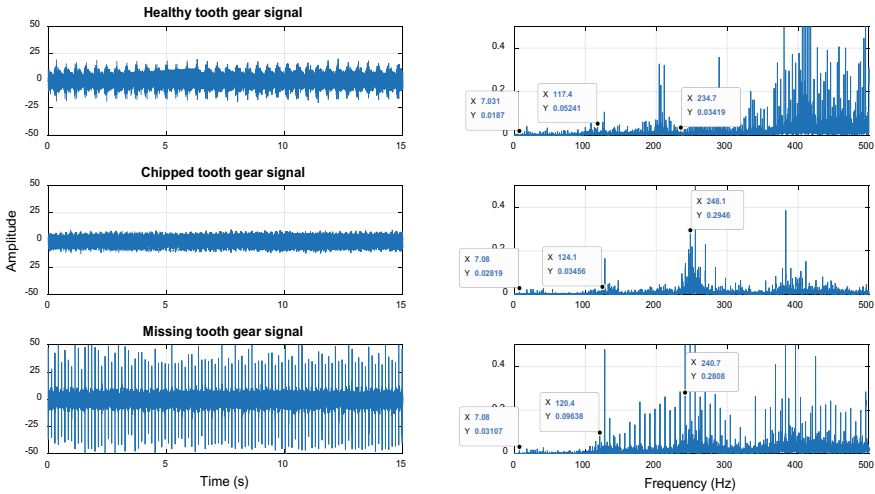 Healthy tooth gear signal
50
25
0
-25
-50
0
5
10
15
0.4
0.2
0
0
100
200
300
400
500
X 7.031
Y 0.0187
X 117.4
Y 0.05241
X 234.7
Y 0.03419
Chipped tooth gear signal
Amplitude
50
25
0
-25
-50
0
5
10
15
0.4
0.2
0
0
100
200
300
400
500
X 7.08
Y 0.02819
X 124.1
Y 0.03456
X 248.1
Y 0.2946
Missing tooth gear signal
50
25
0
-25
-50
0
5
10
15
Time (s)
0.4
0.2
0
0
100
200
300
400
500
X 7.08
Y 0.03107
X 120.4
Y 0.09638
X 240.7
Y 0.2808
Frequency (Hz)